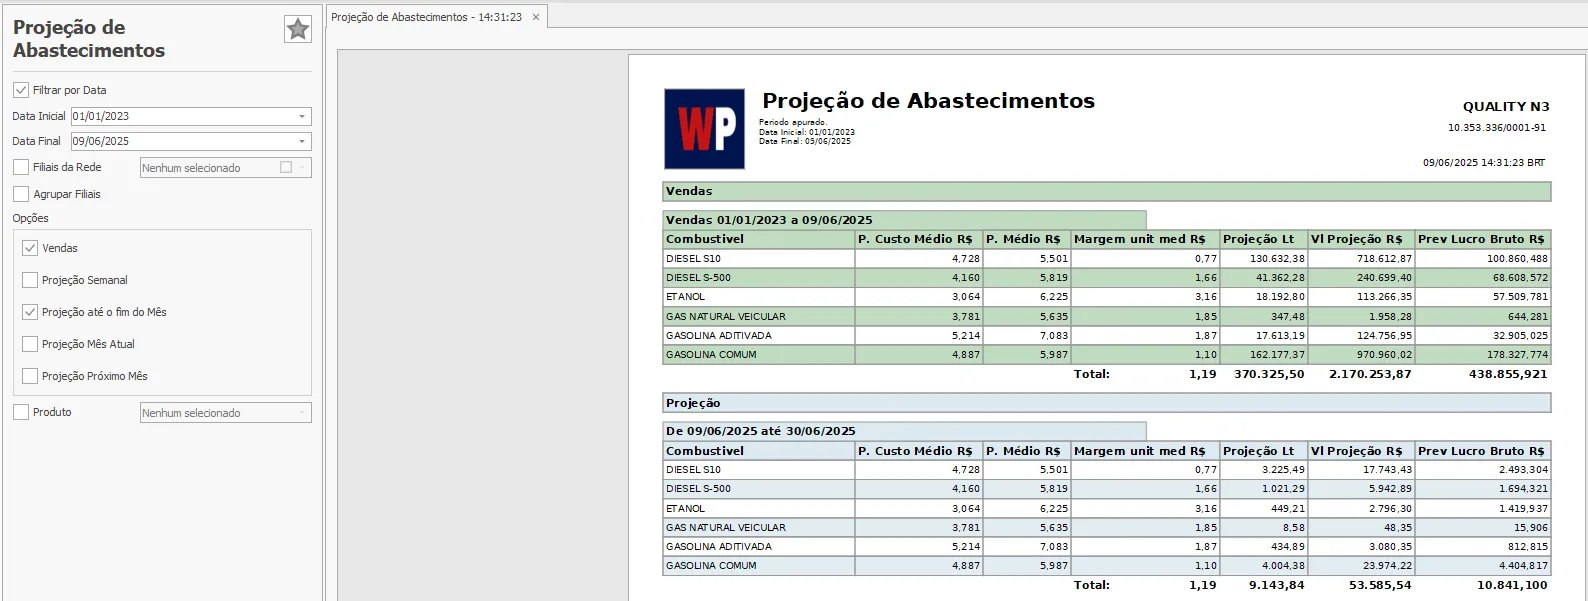 Projeção de
Abastecimentos
Filtrar por Data
Data Inicial 01/01/2023
Data Final 09/06/2025
Filiais da Rede Nenhum selecionado
Agrupar Filiais
Opções
Vendas
Projeção Semanal
Projeção até o fim do Mês
Projeção Mês Atual
Projeção Próximo Mês
Produto Nenhum selecionado
Projeção de Abastecimentos - 14:31:23 ×
WP
Projeção de Abastecimentos
Periodo apurado.
Data Inicial: 01/01/2023
Data Final: 09/06/2025
QUALITY N3
10.353.336/0001-91
09/06/2025 14:31:23 BRT
Vendas
Vendas 01/01/2023 a 09/06/2025
Combustivel P. Custo Médio R$ P. Médio R$ Margem unit med R$ Projeção Lt Vl Projeção R$ Prev Lucro Bruto R$
DIESEL S10 4,728 5,501 0,77 130.632,38 718.612,87 100.860,488
DIESEL S-500 4,160 5,819 1,66 41.362,28 240.699,40 68.608,572
ETANOL 3,064 6,225 3,16 18.192,80 113.266,35 57.509,781
GAS NATURAL VEICULAR 3,781 5,635 1,85 347,48 1.958,28 644,281
GASOLINA ADITIVADA 5,214 7,083 1,87 17.613,19 124.756,95 32.905,025
GASOLINA COMUM 4,887 5,987 1,10 162.177,37 970.960,02 178.327,774
Total: 1,19 370.325,50 2.170.253,87 438.855,921
Projeção
De 09/06/2025 até 30/06/2025
Combustivel P. Custo Médio R$ P. Médio R$ Margem unit med R$ Projeção Lt Vl Projeção R$ Prev Lucro Bruto R$
DIESEL S10 4,728 5,501 0,77 3.225,49 17.743,43 2.493,304
DIESEL S-500 4,160 5,819 1,66 1.021,29 5.942,89 1.694,321
ETANOL 3,064 6,225 3,16 449,21 2.796,30 1.419,937
GAS NATURAL VEICULAR 3,781 5,635 1,85 8,58 48,35 15,906
GASOLINA ADITIVADA 5,214 7,083 1,87 434,89 3.080,35 812,815
GASOLINA COMUM 4,887 5,987 1,10 4.004,38 23.974,22 4.404,817
Total: 1,19 9.143,84 53.585,54 10.841,100